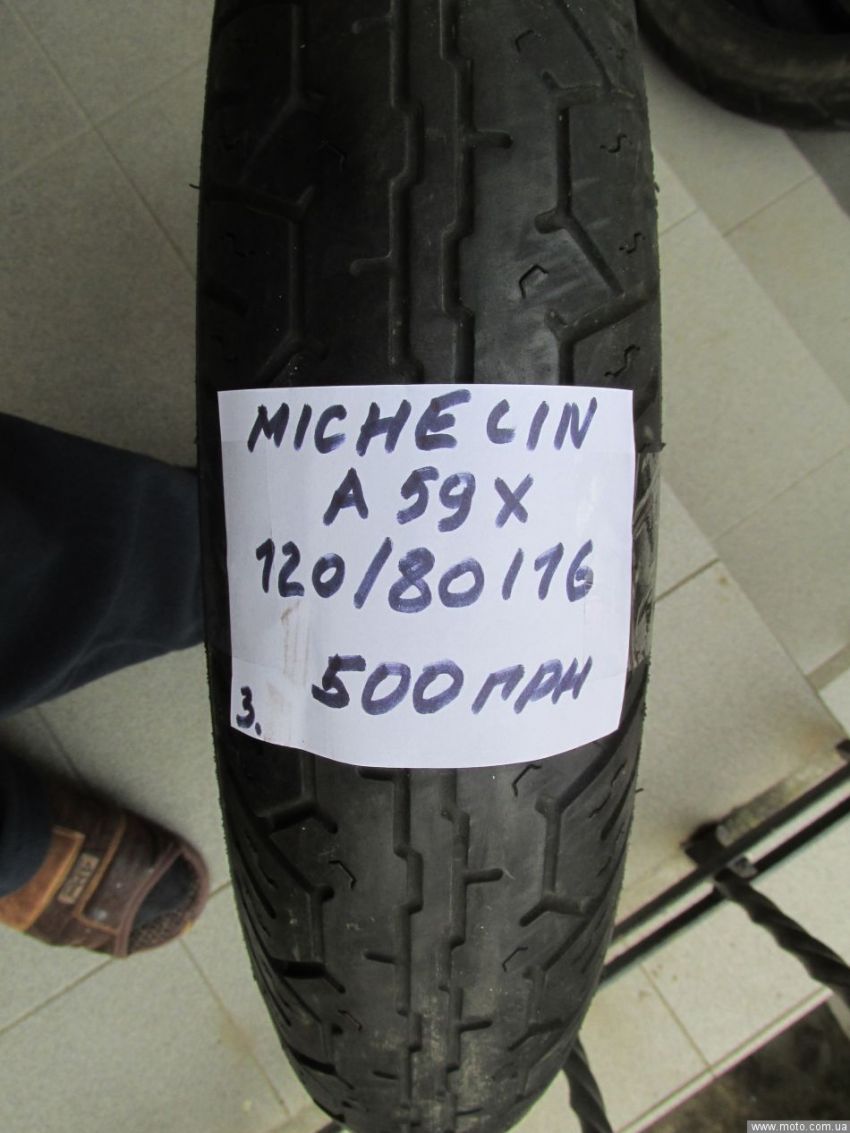 MICHELIN
A 59 X
120/80/16
500 грн
3.
www.moto.com.ua